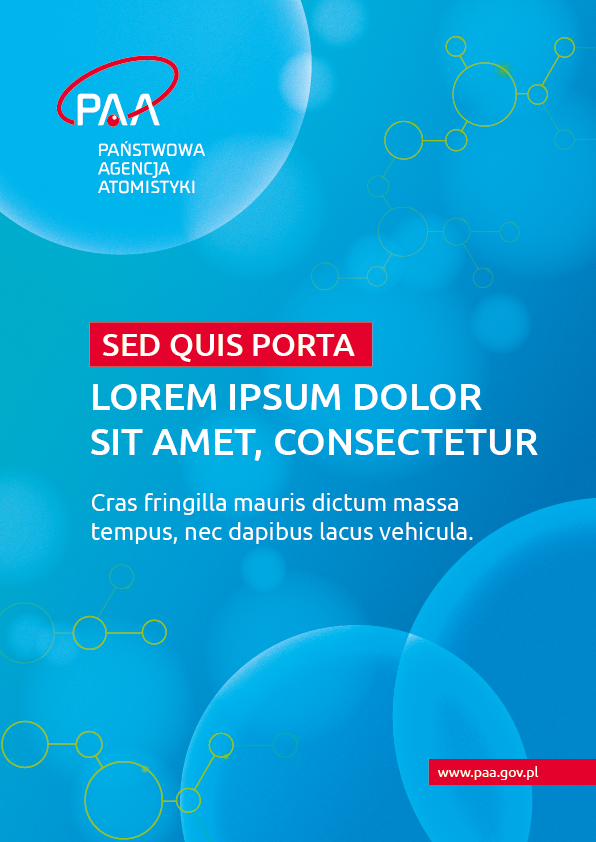 PAA
PAŃSTWOWA
AGENCJA
ATOMISTYKI
SED QUIS PORTA
LOREM IPSUM DOLOR
SIT AMET, CONSECTETUR
Cras fringilla mauris dictum massa
tempus, nec dapibus lacus vehicula.
www.paa.gov.pl